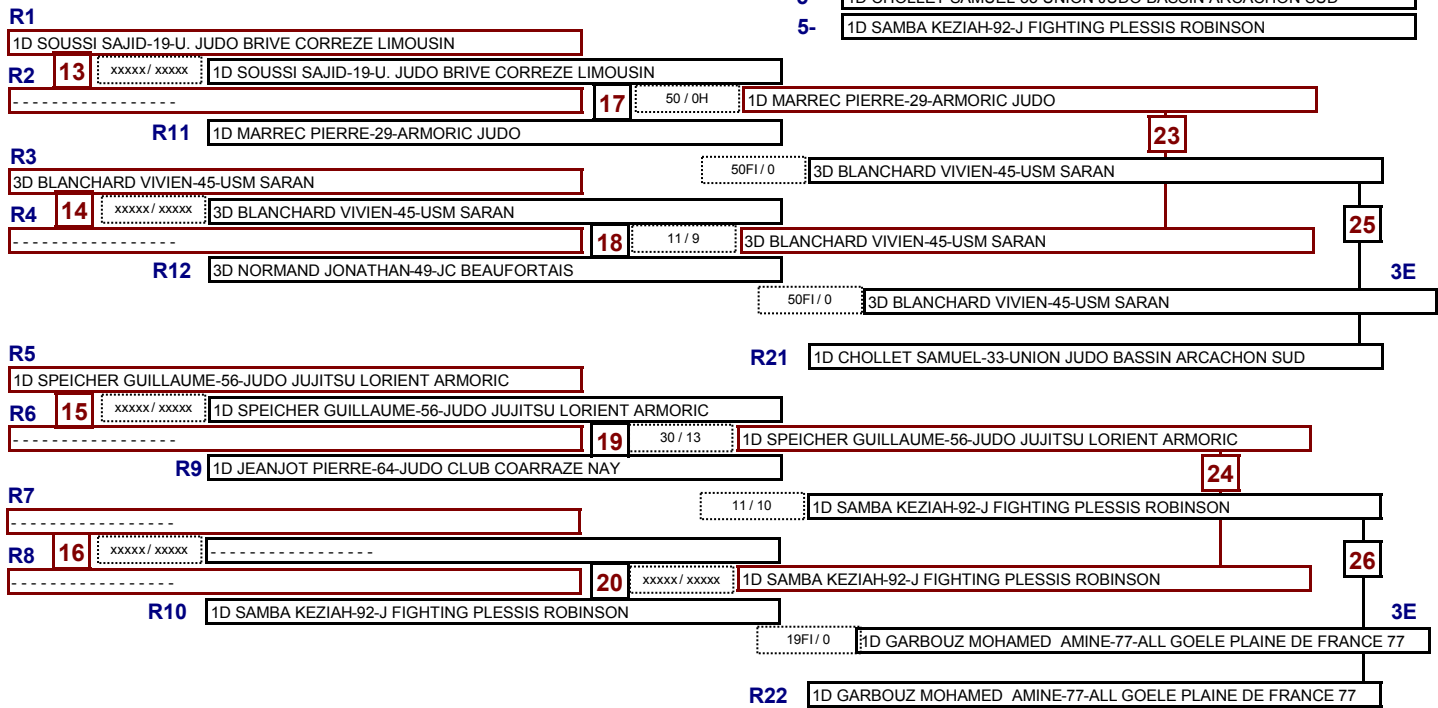 1D CHOLLET SAMUEL-33-UNION JUDO BASSIN ARCACHON SUD
R1
5- 1D SAMBA KEZIAH-92-J FIGHTING PLESSIS ROBINSON
1D SOUSSI SAJID-19-U. JUDO BRIVE CORREZE LIMOUSIN
R2 13 xxxxx / xxxxx 1D SOUSSI SAJID-19-U. JUDO BRIVE CORREZE LIMOUSIN
- - - - - - - - - - - - - - - - - 17 50 / 0H 1D MARREC PIERRE-29-ARMORIC JUDO
R11 1D MARREC PIERRE-29-ARMORIC JUDO 23
R3
50FI / 0 3D BLANCHARD VIVIEN-45-USM SARAN
3D BLANCHARD VIVIEN-45-USM SARAN
R4 14 xxxxx / xxxxx 3D BLANCHARD VIVIEN-45-USM SARAN 25
- - - - - - - - - - - - - - - - - 18 11 / 9 3D BLANCHARD VIVIEN-45-USM SARAN
R12 3D NORMAND JONATHAN-49-JC BEAUFORTAIS 3E
50FI / 0 3D BLANCHARD VIVIEN-45-USM SARAN
R5
R21 1D CHOLLET SAMUEL-33-UNION JUDO BASSIN ARCACHON SUD
1D SPEICHER GUILLAUME-56-JUDO JUJITSU LORIENT ARMORIC
R6 15 xxxxx / xxxxx 1D SPEICHER GUILLAUME-56-JUDO JUJITSU LORIENT ARMORIC
- - - - - - - - - - - - - - - - - 19 30 / 13 1D SPEICHER GUILLAUME-56-JUDO JUJITSU LORIENT ARMORIC
R9 1D JEANJOT PIERRE-64-JUDO CLUB COARRAZE NAY 24
R7
11 / 10 1D SAMBA KEZIAH-92-J FIGHTING PLESSIS ROBINSON
- - - - - - - - - - - - - - - - -
R8 16 xxxxx / xxxxx - - - - - - - - - - - - - - - - - 26
- - - - - - - - - - - - - - - - - 20 xxxxx / xxxxx 1D SAMBA KEZIAH-92-J FIGHTING PLESSIS ROBINSON
R10 1D SAMBA KEZIAH-92-J FIGHTING PLESSIS ROBINSON 3E
19FI / 0 1D GARBOUZ MOHAMED  AMINE-77-ALL GOELE PLAINE DE FRANCE 77
R22 1D GARBOUZ MOHAMED  AMINE-77-ALL GOELE PLAINE DE FRANCE 77